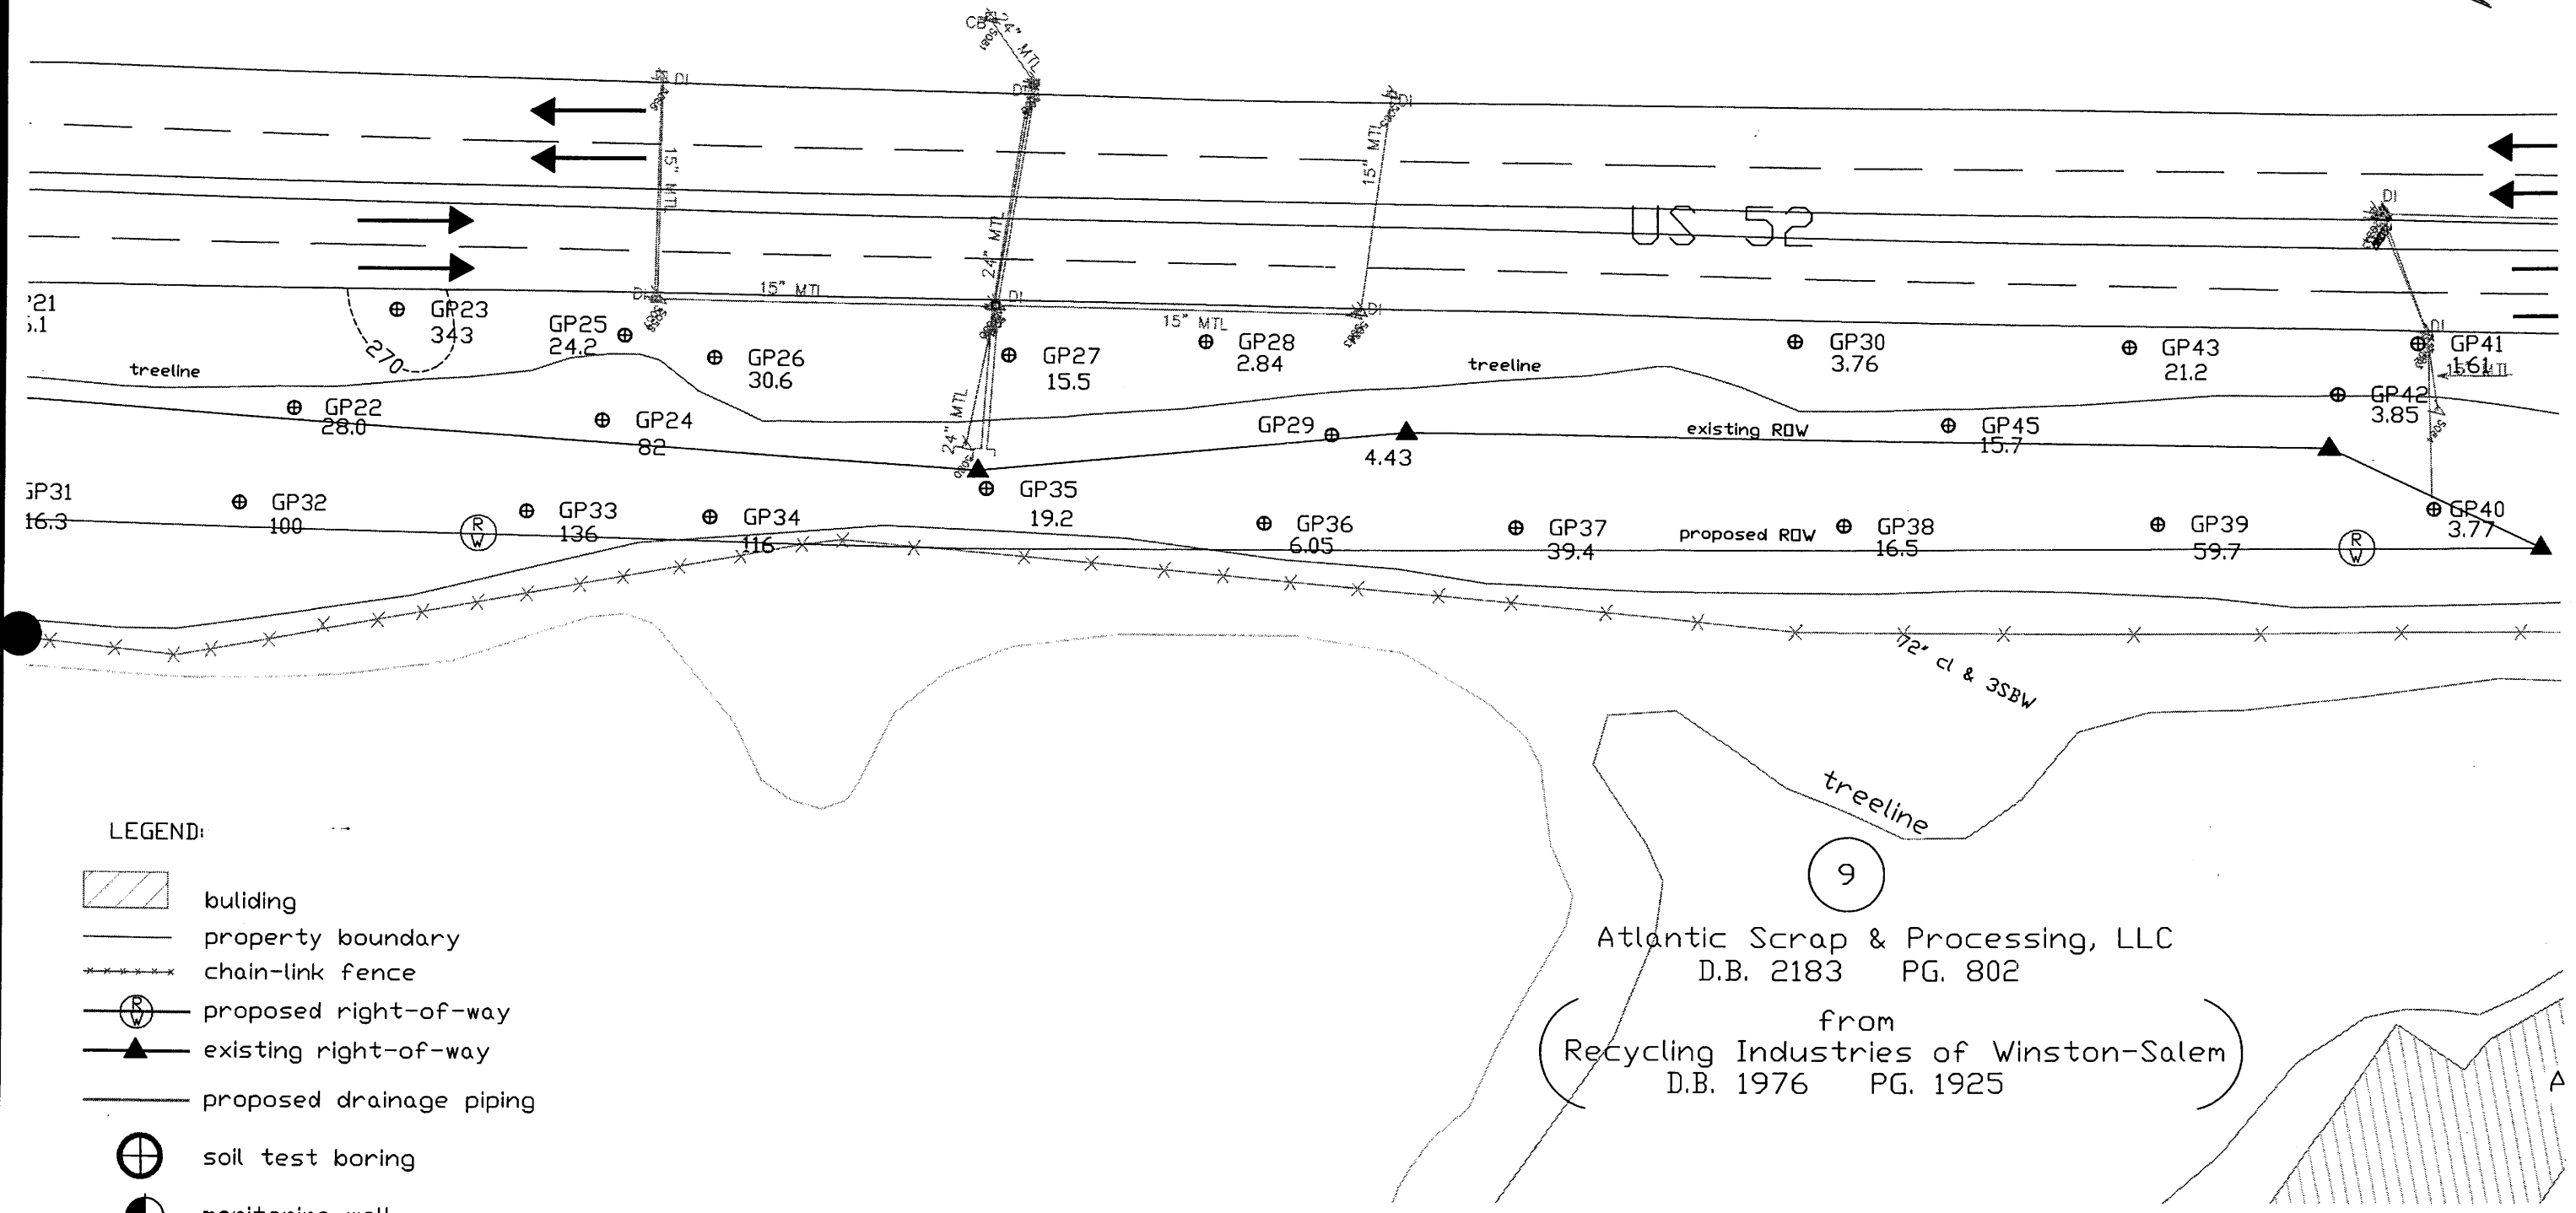 CB
24" MTL
DI
DI
DI
15" MTL
15" MTL
24" MTL
US 52
DI
DI
15" MTL
DI
15" MTL
DI
DI
GP23
343
270
GP25
24.2
GP26
30.6
GP27
15.5
GP28
2.84
GP30
3.76
GP43
21.2
GP41
1.61
15" MTL
treeline
treeline
GP22
28.0
GP24
82
24" MTL
GP29
4.43
existing ROW
GP45
15.7
GP42
3.85
GP31
16.3
GP32
100
R
W
GP33
136
GP34
116
GP35
19.2
GP36
6.05
GP37
39.4
proposed ROW
GP38
16.5
GP39
59.7
R
W
GP40
3.77
72" cl & 3SBW
treeline
9
Atlantic Scrap & Processing, LLC
D.B. 2183 PG. 802
from
Recycling Industries of Winston-Salem
D.B. 1976 PG. 1925
LEGEND:
buliding
property boundary
chain-link fence
R
W
proposed right-of-way
existing right-of-way
proposed drainage piping
soil test boring